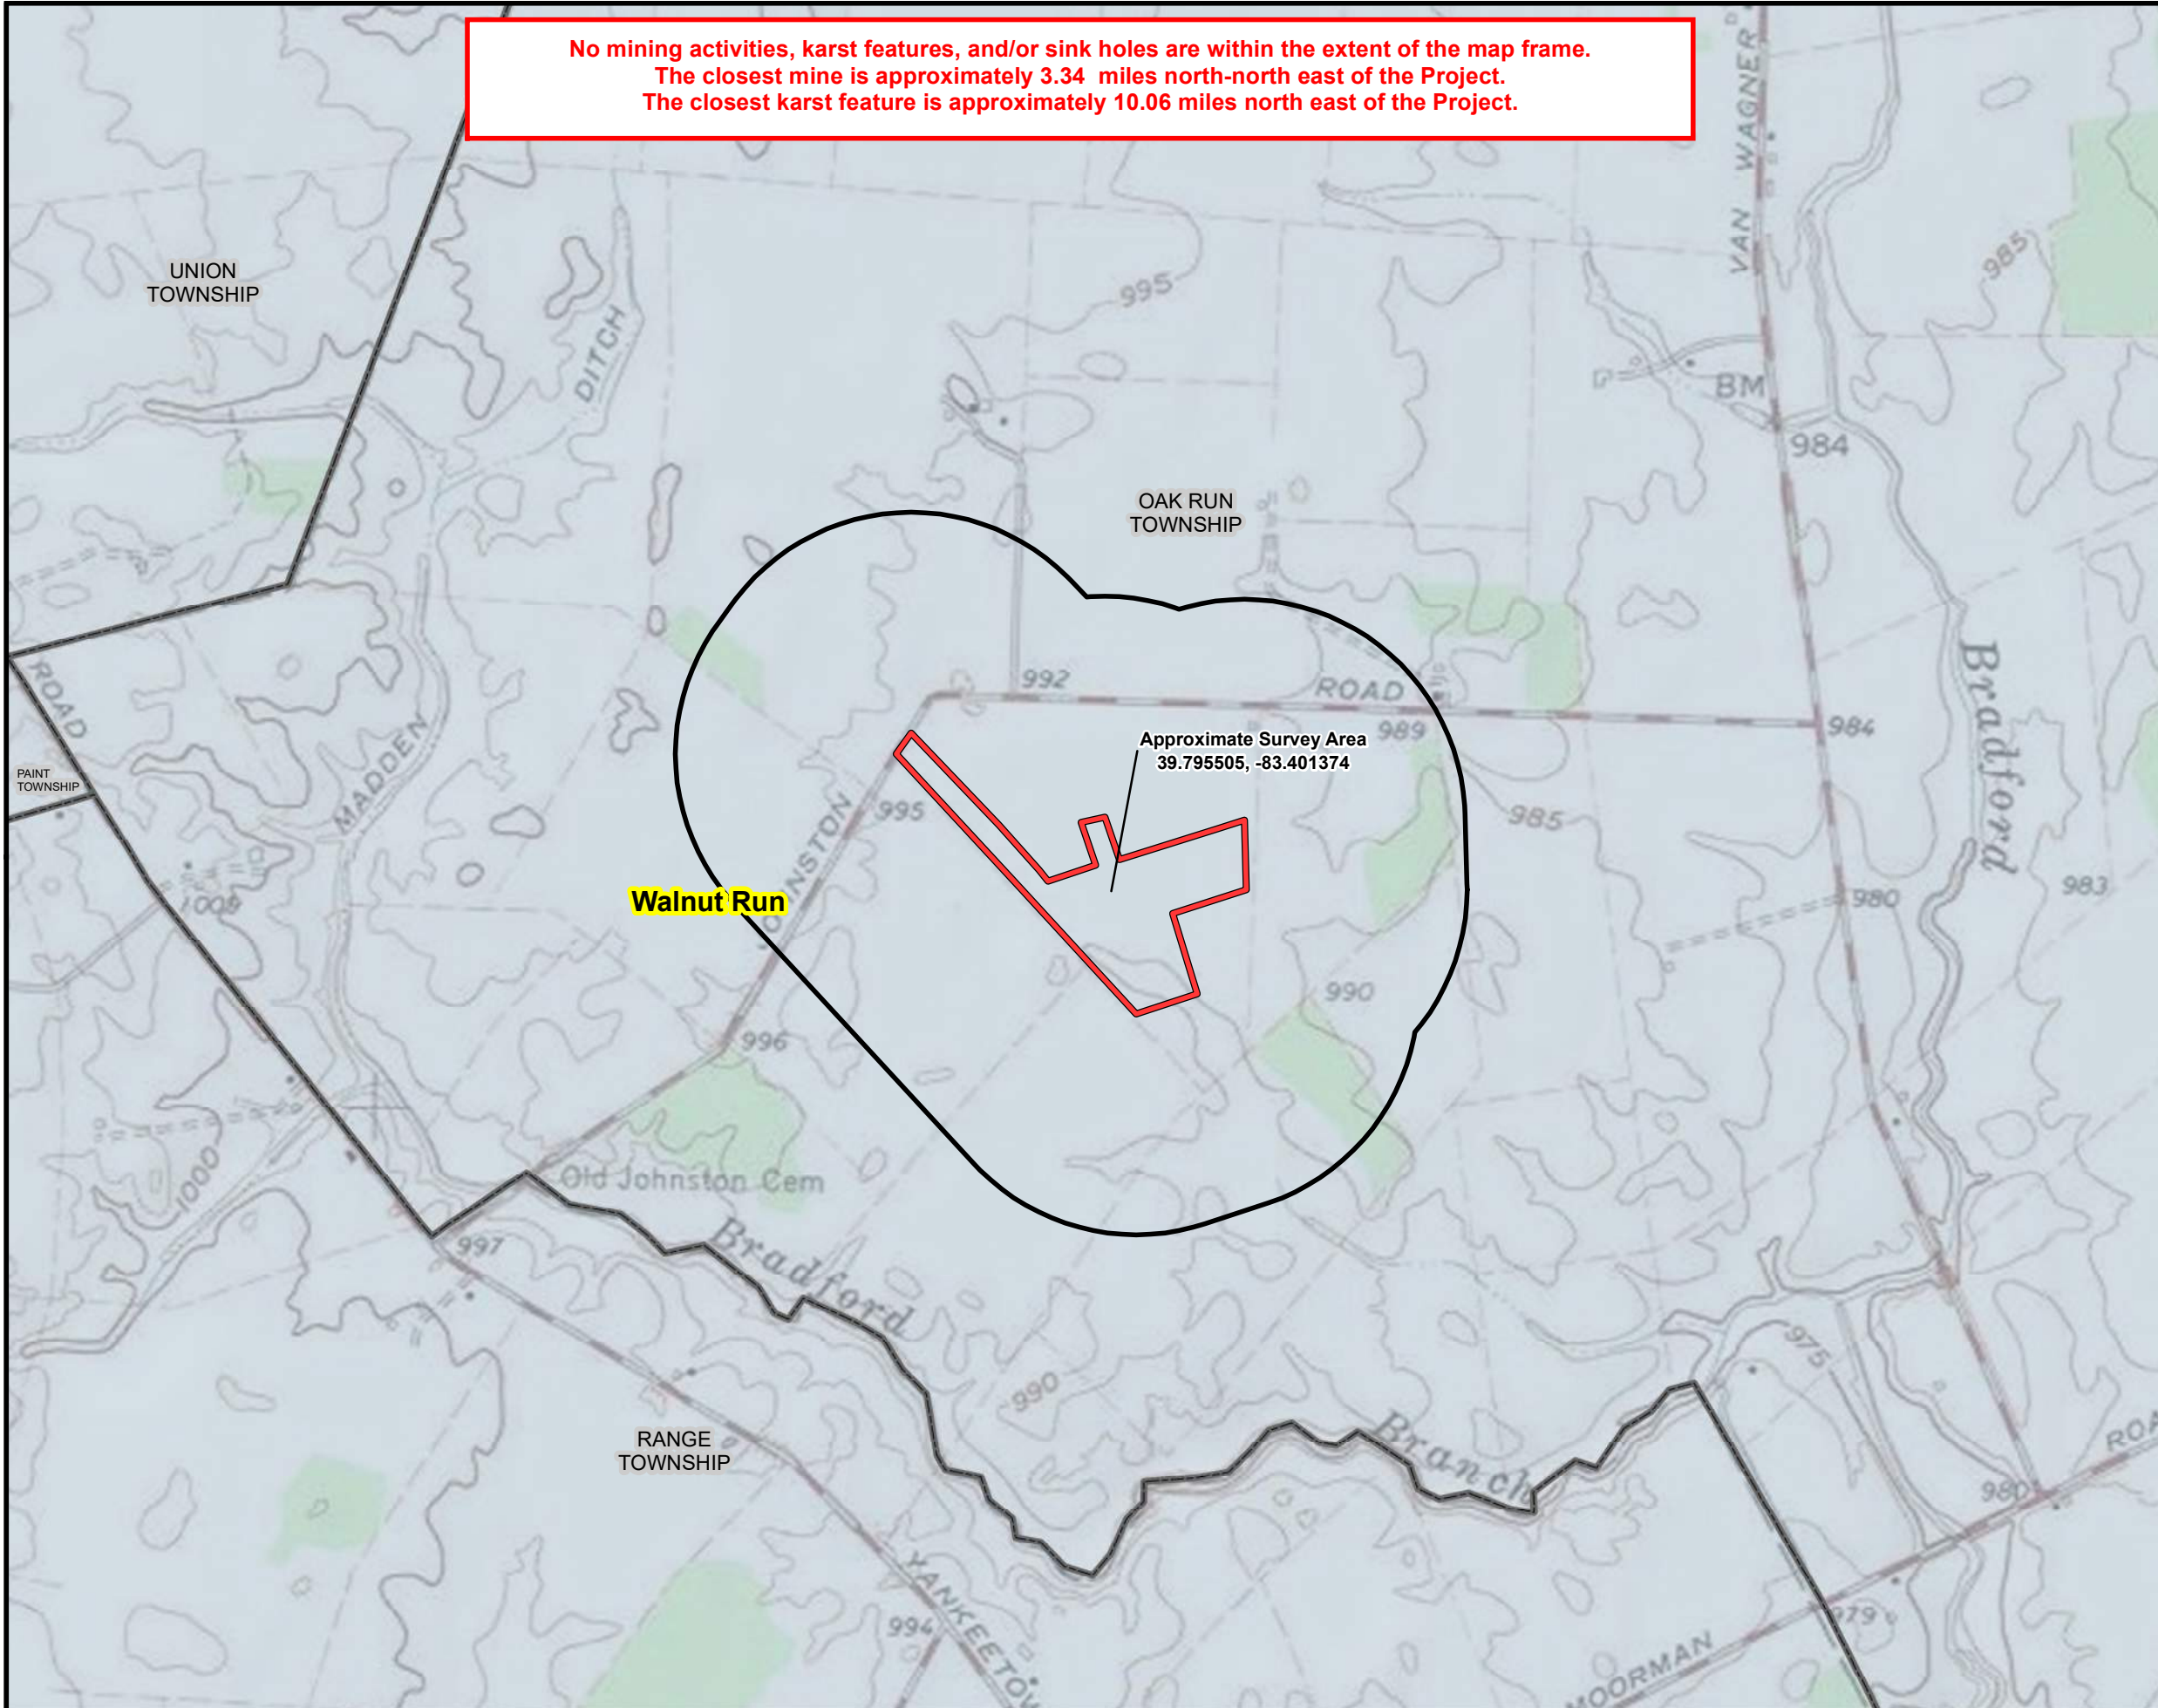 No mining activities, karst features, and/or sink holes are within the extent of the map frame.
The closest mine is approximately 3.34 miles north-north east of the Project.
The closest karst feature is approximately 10.06 miles north east of the Project.
VAN WAGNER
UNION
TOWNSHIP
995
985
DITCH
BM
984
OAK RUN
TOWNSHIP
992
ROAD
989
984
Bradford
ROAD
PAINT
TOWNSHIP
MADDEN
Approximate Survey Area
39.795505, -83.401374
995
JOHNSTON
985
Walnut Run
1005
980
983
990
996
1000
Old Johnston Cem
997
Bradford
975
990
Branch
RANGE
TOWNSHIP
980
994
YANKEETOW
979
MOORMAN